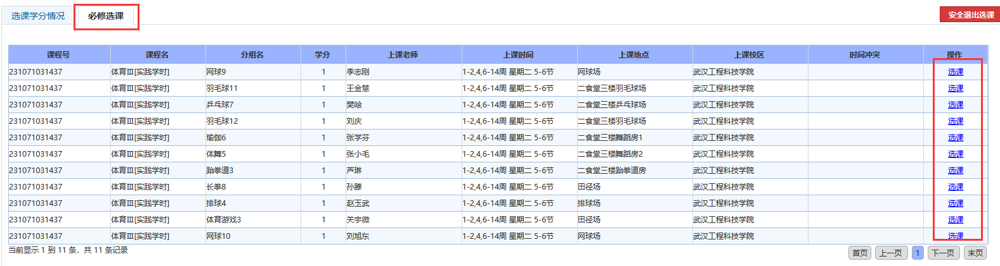 选课学分情况 必修选课 安全退出选课
课程号 课程名 分组名 学分 上课老师 上课时间 上课地点 上课校区 时间冲突 操作
231071031437 体育Ⅲ[实践学时] 网球9 1 李志刚 1-2,4,6-14周 星期二 5-6节 网球场 武汉工程科技学院 选课
231071031437 体育Ⅲ[实践学时] 羽毛球11 1 王金慧 1-2,4,6-14周 星期二 5-6节 二食堂三楼羽毛球场 武汉工程科技学院 选课
231071031437 体育Ⅲ[实践学时] 乒乓球7 1 樊哙 1-2,4,6-14周 星期二 5-6节 二食堂三楼乒乓球场 武汉工程科技学院 选课
231071031437 体育Ⅲ[实践学时] 羽毛球12 1 刘庆 1-2,4,6-14周 星期二 5-6节 二食堂三楼羽毛球场 武汉工程科技学院 选课
231071031437 体育Ⅲ[实践学时] 瑜伽6 1 张学芬 1-2,4,6-14周 星期二 5-6节 二食堂三楼舞蹈房1 武汉工程科技学院 选课
231071031437 体育Ⅲ[实践学时] 体舞5 1 张小毛 1-2,4,6-14周 星期二 5-6节 二食堂三楼舞蹈房2 武汉工程科技学院 选课
231071031437 体育Ⅲ[实践学时] 跆拳道3 1 芦琳 1-2,4,6-14周 星期二 5-6节 二食堂三楼跆拳道房 武汉工程科技学院 选课
231071031437 体育Ⅲ[实践学时] 长拳8 1 孙滕 1-2,4,6-14周 星期二 5-6节 田径场 武汉工程科技学院 选课
231071031437 体育Ⅲ[实践学时] 排球4 1 赵玉武 1-2,4,6-14周 星期二 5-6节 排球场 武汉工程科技学院 选课
231071031437 体育Ⅲ[实践学时] 体育游戏3 1 关宇微 1-2,4,6-14周 星期二 5-6节 田径场 武汉工程科技学院 选课
231071031437 体育Ⅲ[实践学时] 网球10 1 刘旭东 1-2,4,6-14周 星期二 5-6节 网球场 武汉工程科技学院 选课
当前显示 1 到 11 条，共 11 条记录 首页 上一页 1 下一页 末页